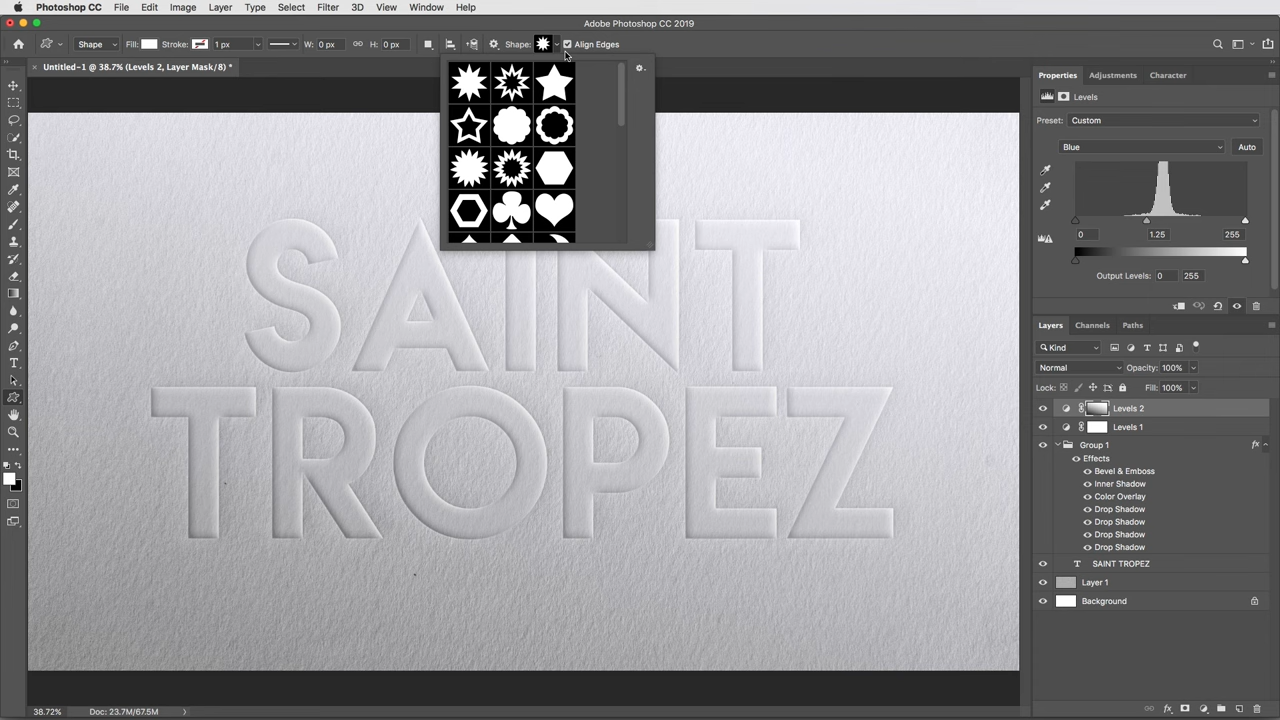 Photoshop CC File Edit Image Layer Type Select Filter 3D View Window Help
Adobe Photoshop CC 2019
Shape Fill: Stroke: 1 px W: 0 px H: 0 px Shape: Align Edges
Untitled-1 @ 38.7% (Levels 2, Layer Mask/8) *
Properties Adjustments Character
Levels
Preset: Custom
Blue Auto
0 1.25 255
Output Levels: 0 255
SAINT
TROPEZ
Layers Channels Paths
Kind
Normal Opacity: 100%
Lock: Fill: 100%
Levels 2
Levels 1
Group 1 fx
Effects
Bevel & Emboss
Inner Shadow
Color Overlay
Drop Shadow
Drop Shadow
Drop Shadow
Drop Shadow
T SAINT TROPEZ
Layer 1
Background
38.72% Doc: 23.7M/67.5M
fx